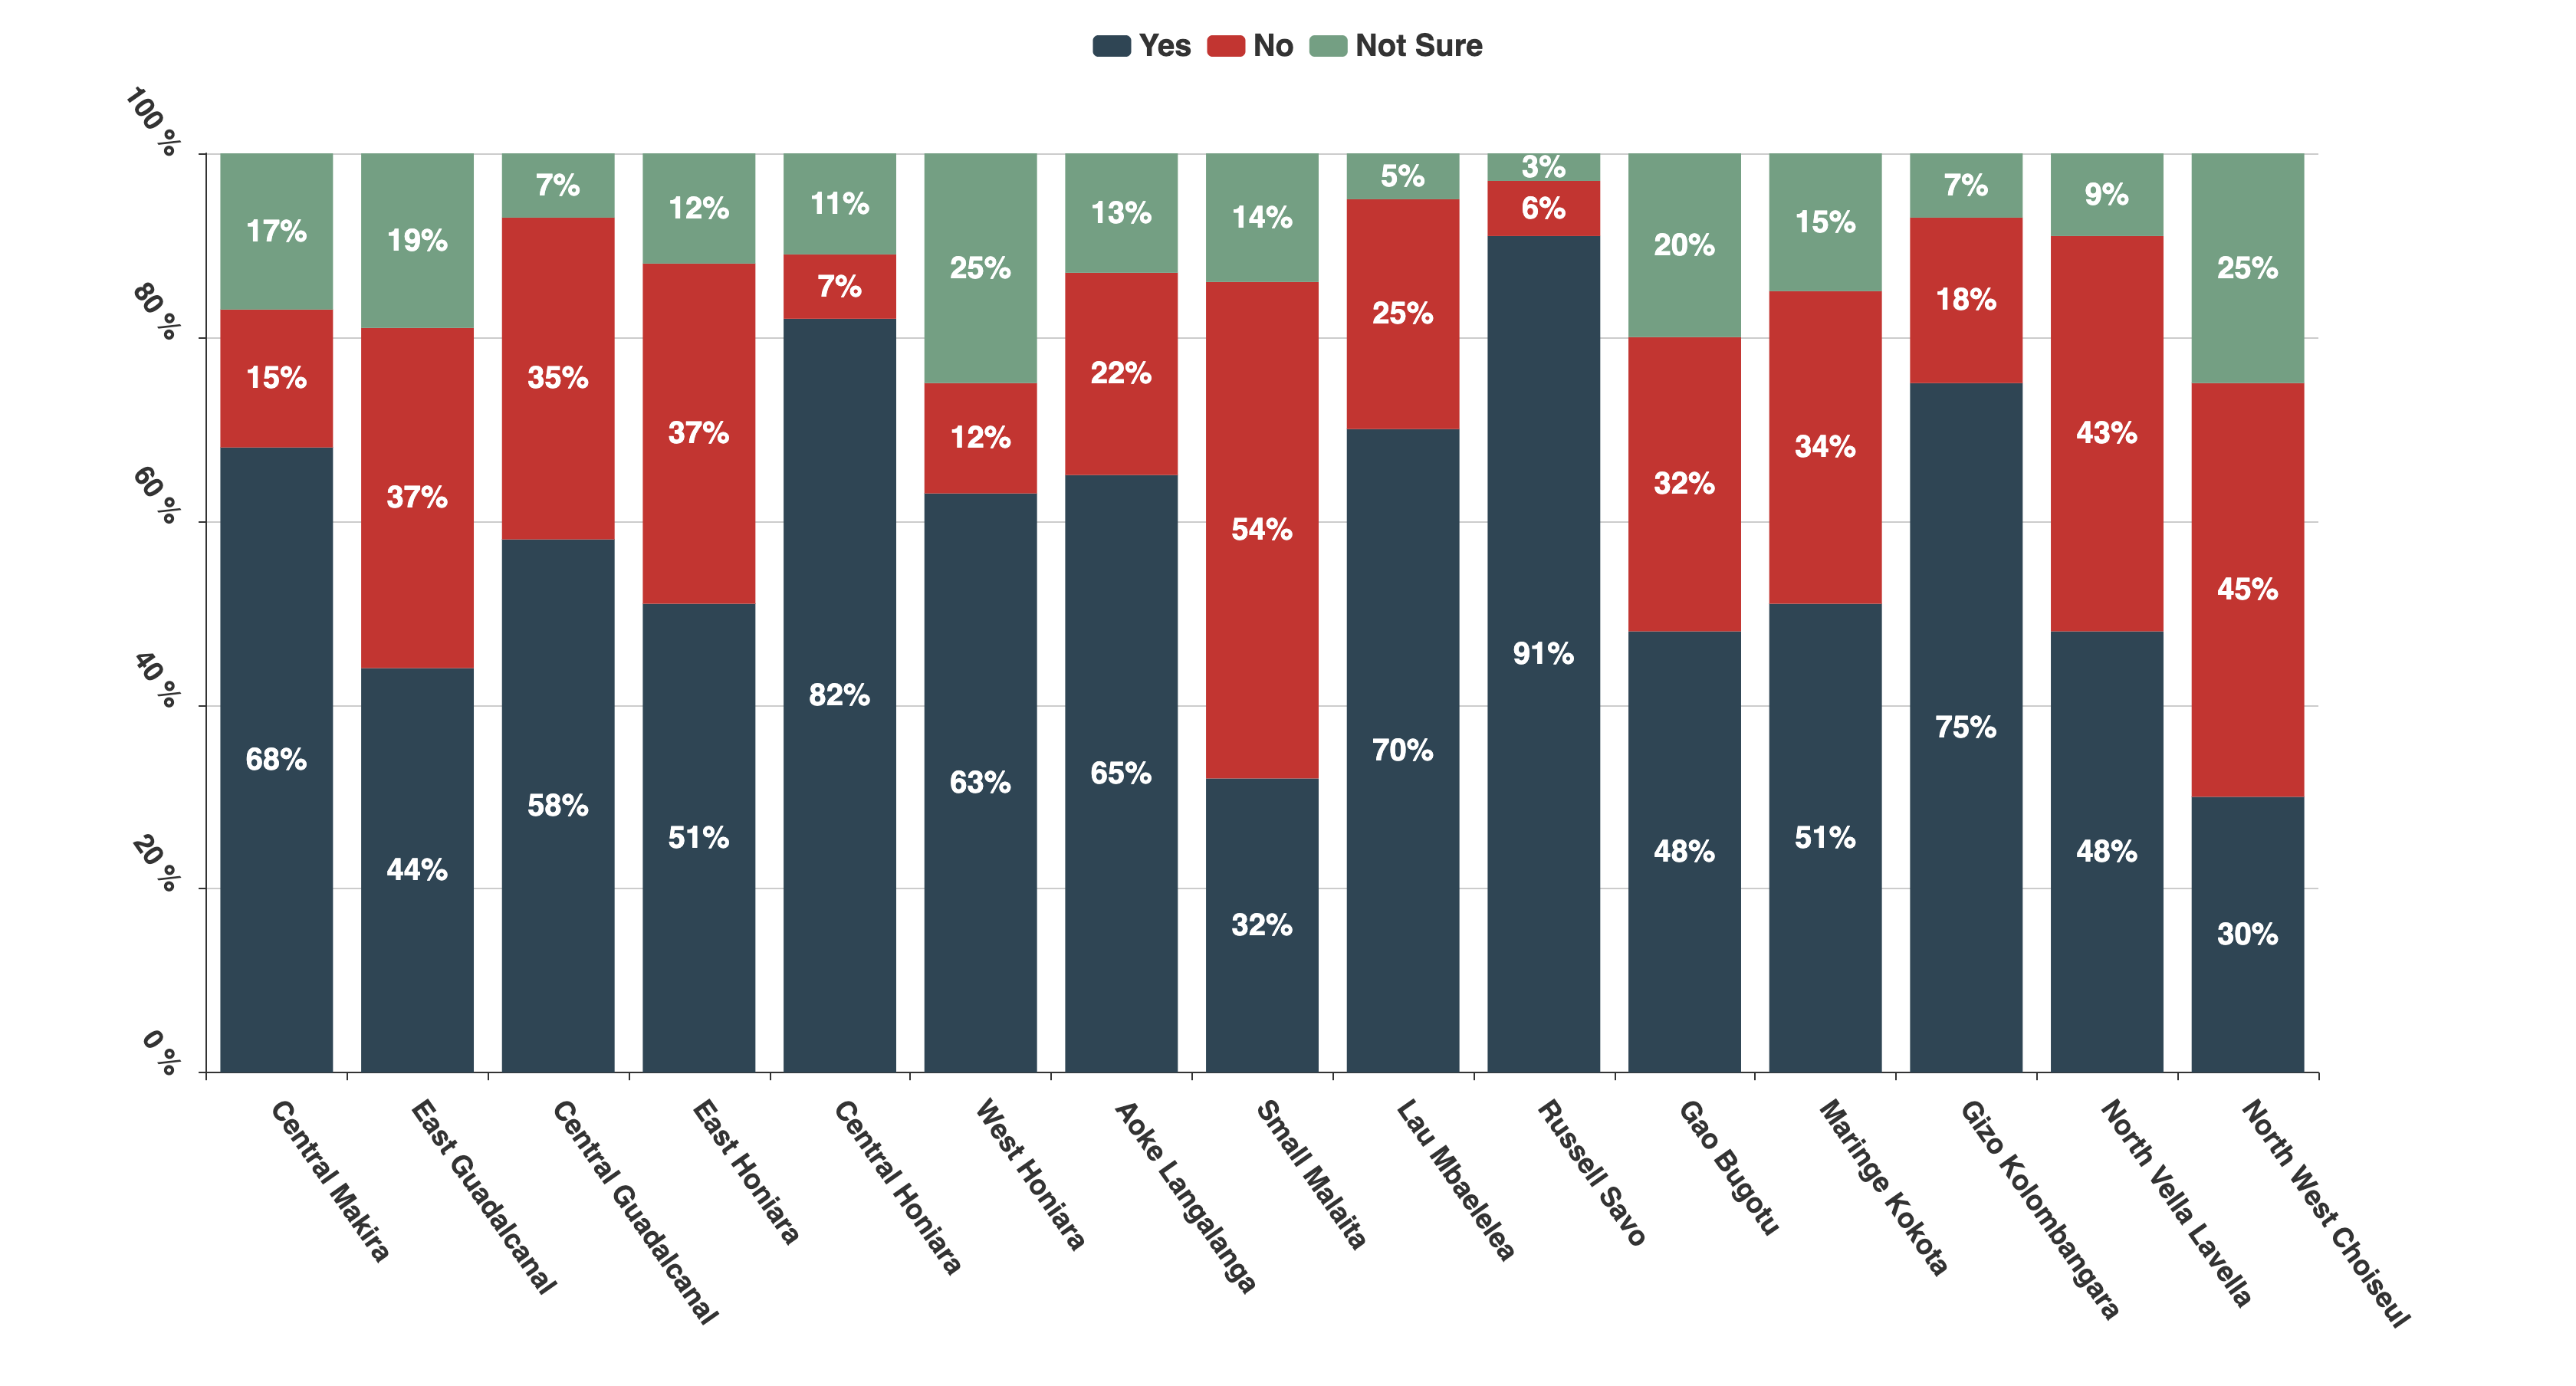 Yes No Not Sure
100 %
80 %
60 %
40 %
20 %
0 %
17% 19% 7% 12% 11% 25% 13% 14% 5% 3% 20% 15% 7% 9% 25%
15% 37% 35% 37% 7% 12% 22% 54% 25% 6% 32% 34% 18% 43% 45%
68% 44% 58% 51% 82% 63% 65% 32% 70% 91% 48% 51% 75% 48% 30%
Central Makira
East Guadalcanal
Central Guadalcanal
East Honiara
Central Honiara
West Honiara
Aoke Langalanga
Small Malaita
Lau Mbaelelea
Russell Savo
Gao Bugotu
Maringe Kokota
Gizo Kolombangara
North Vella Lavella
North West Choiseul